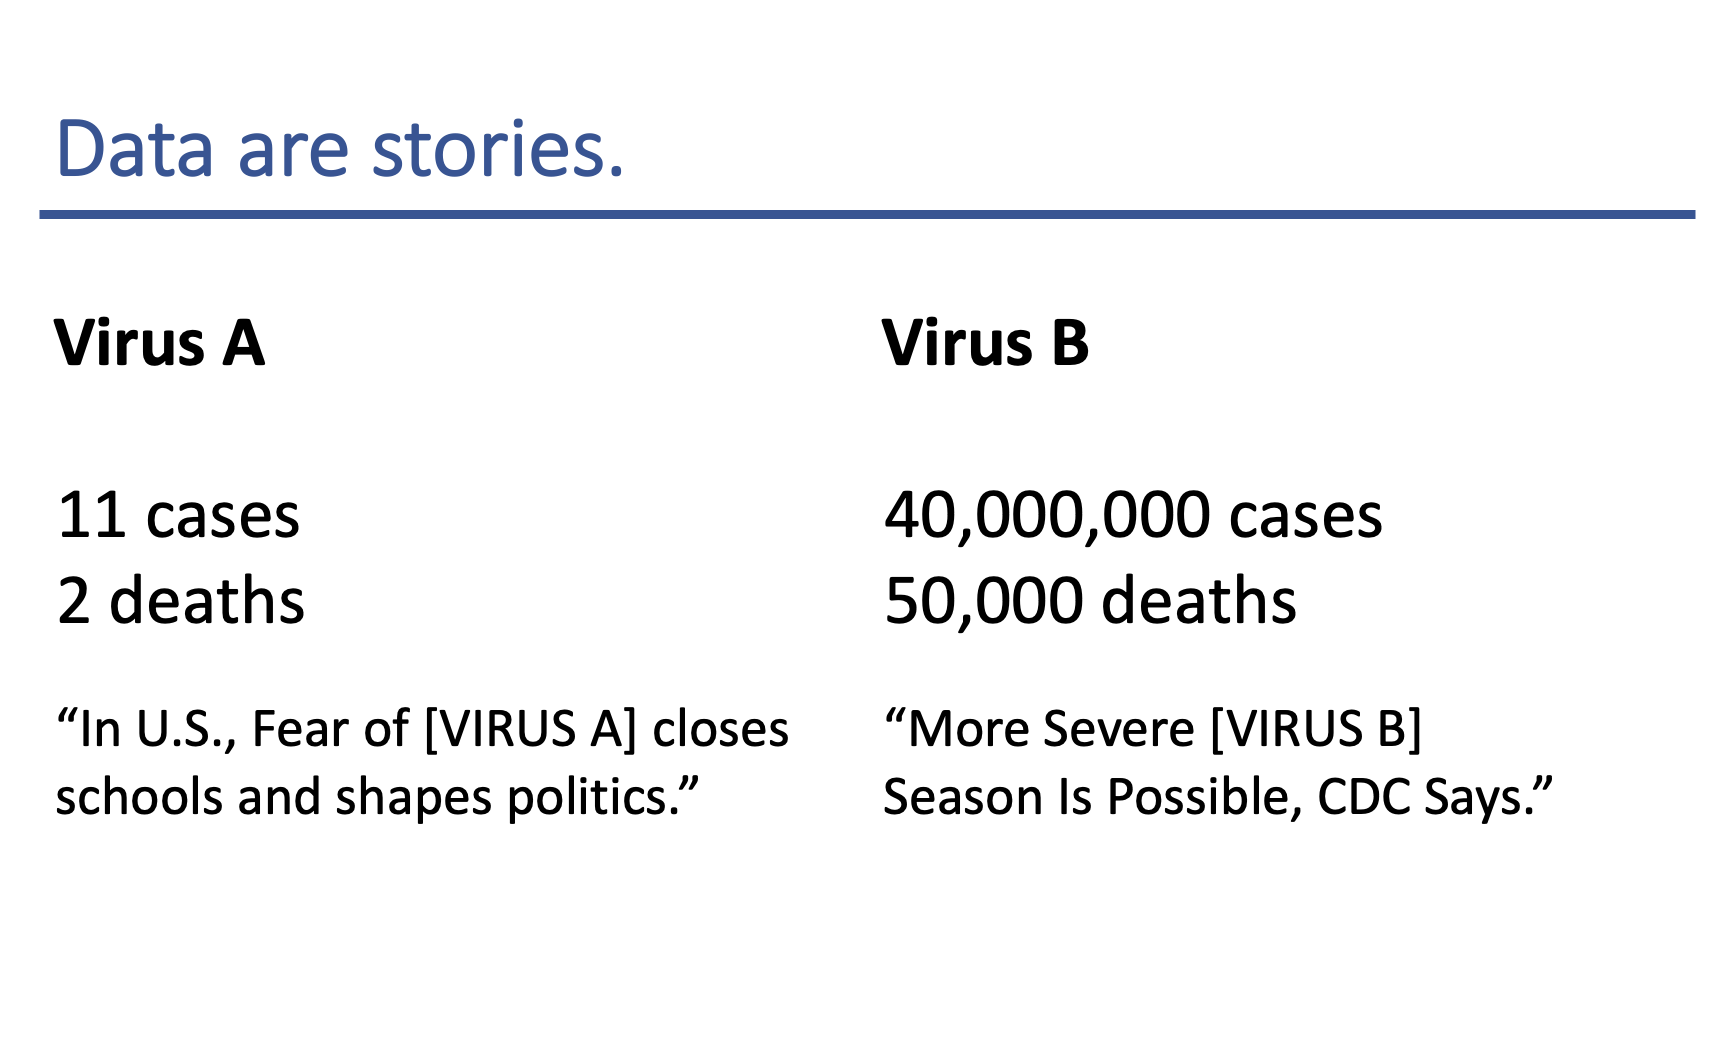 Data are stories.
Virus A
11 cases
2 deaths
“In U.S., Fear of [VIRUS A] closes
schools and shapes politics.”
Virus B
40,000,000 cases
50,000 deaths
“More Severe [VIRUS B]
Season Is Possible, CDC Says.”